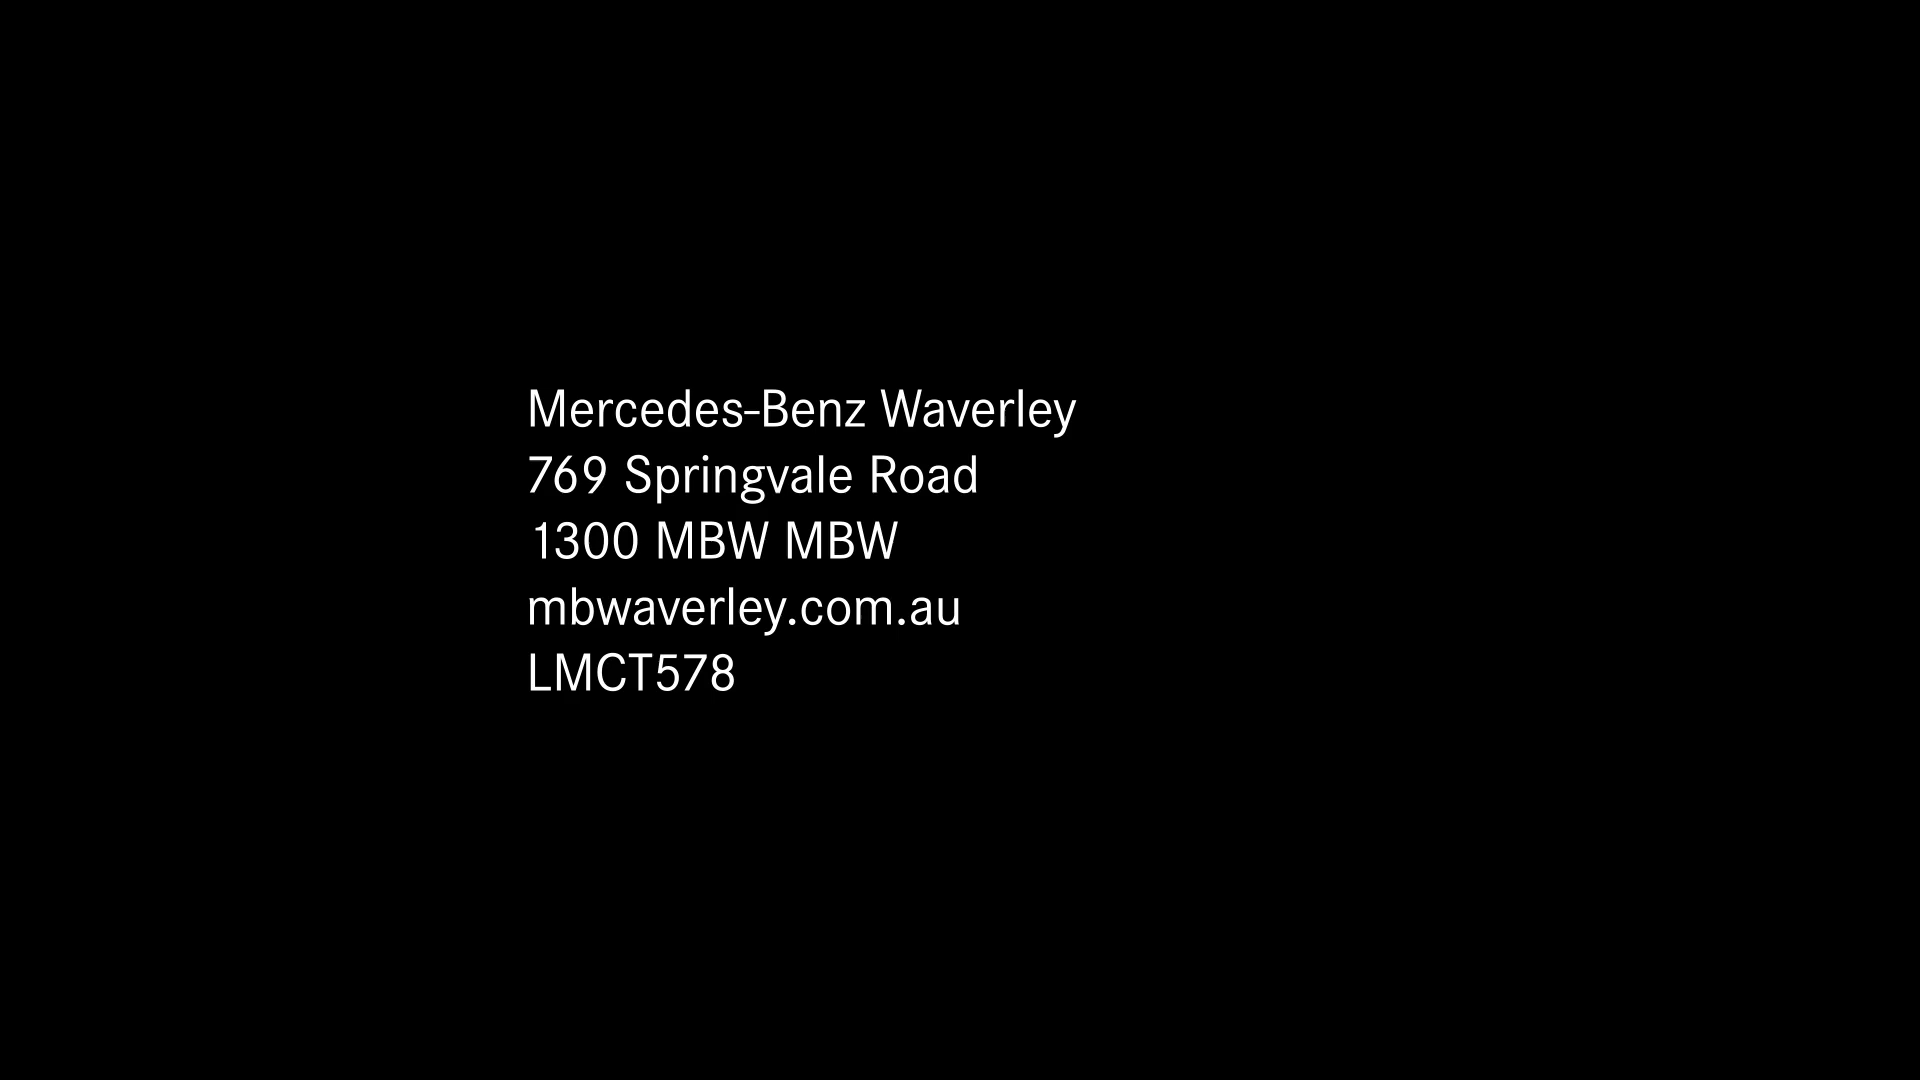 Mercedes-Benz Waverley
769 Springvale Road
1300 MBW MBW
mbwaverley.com.au
LMCT578